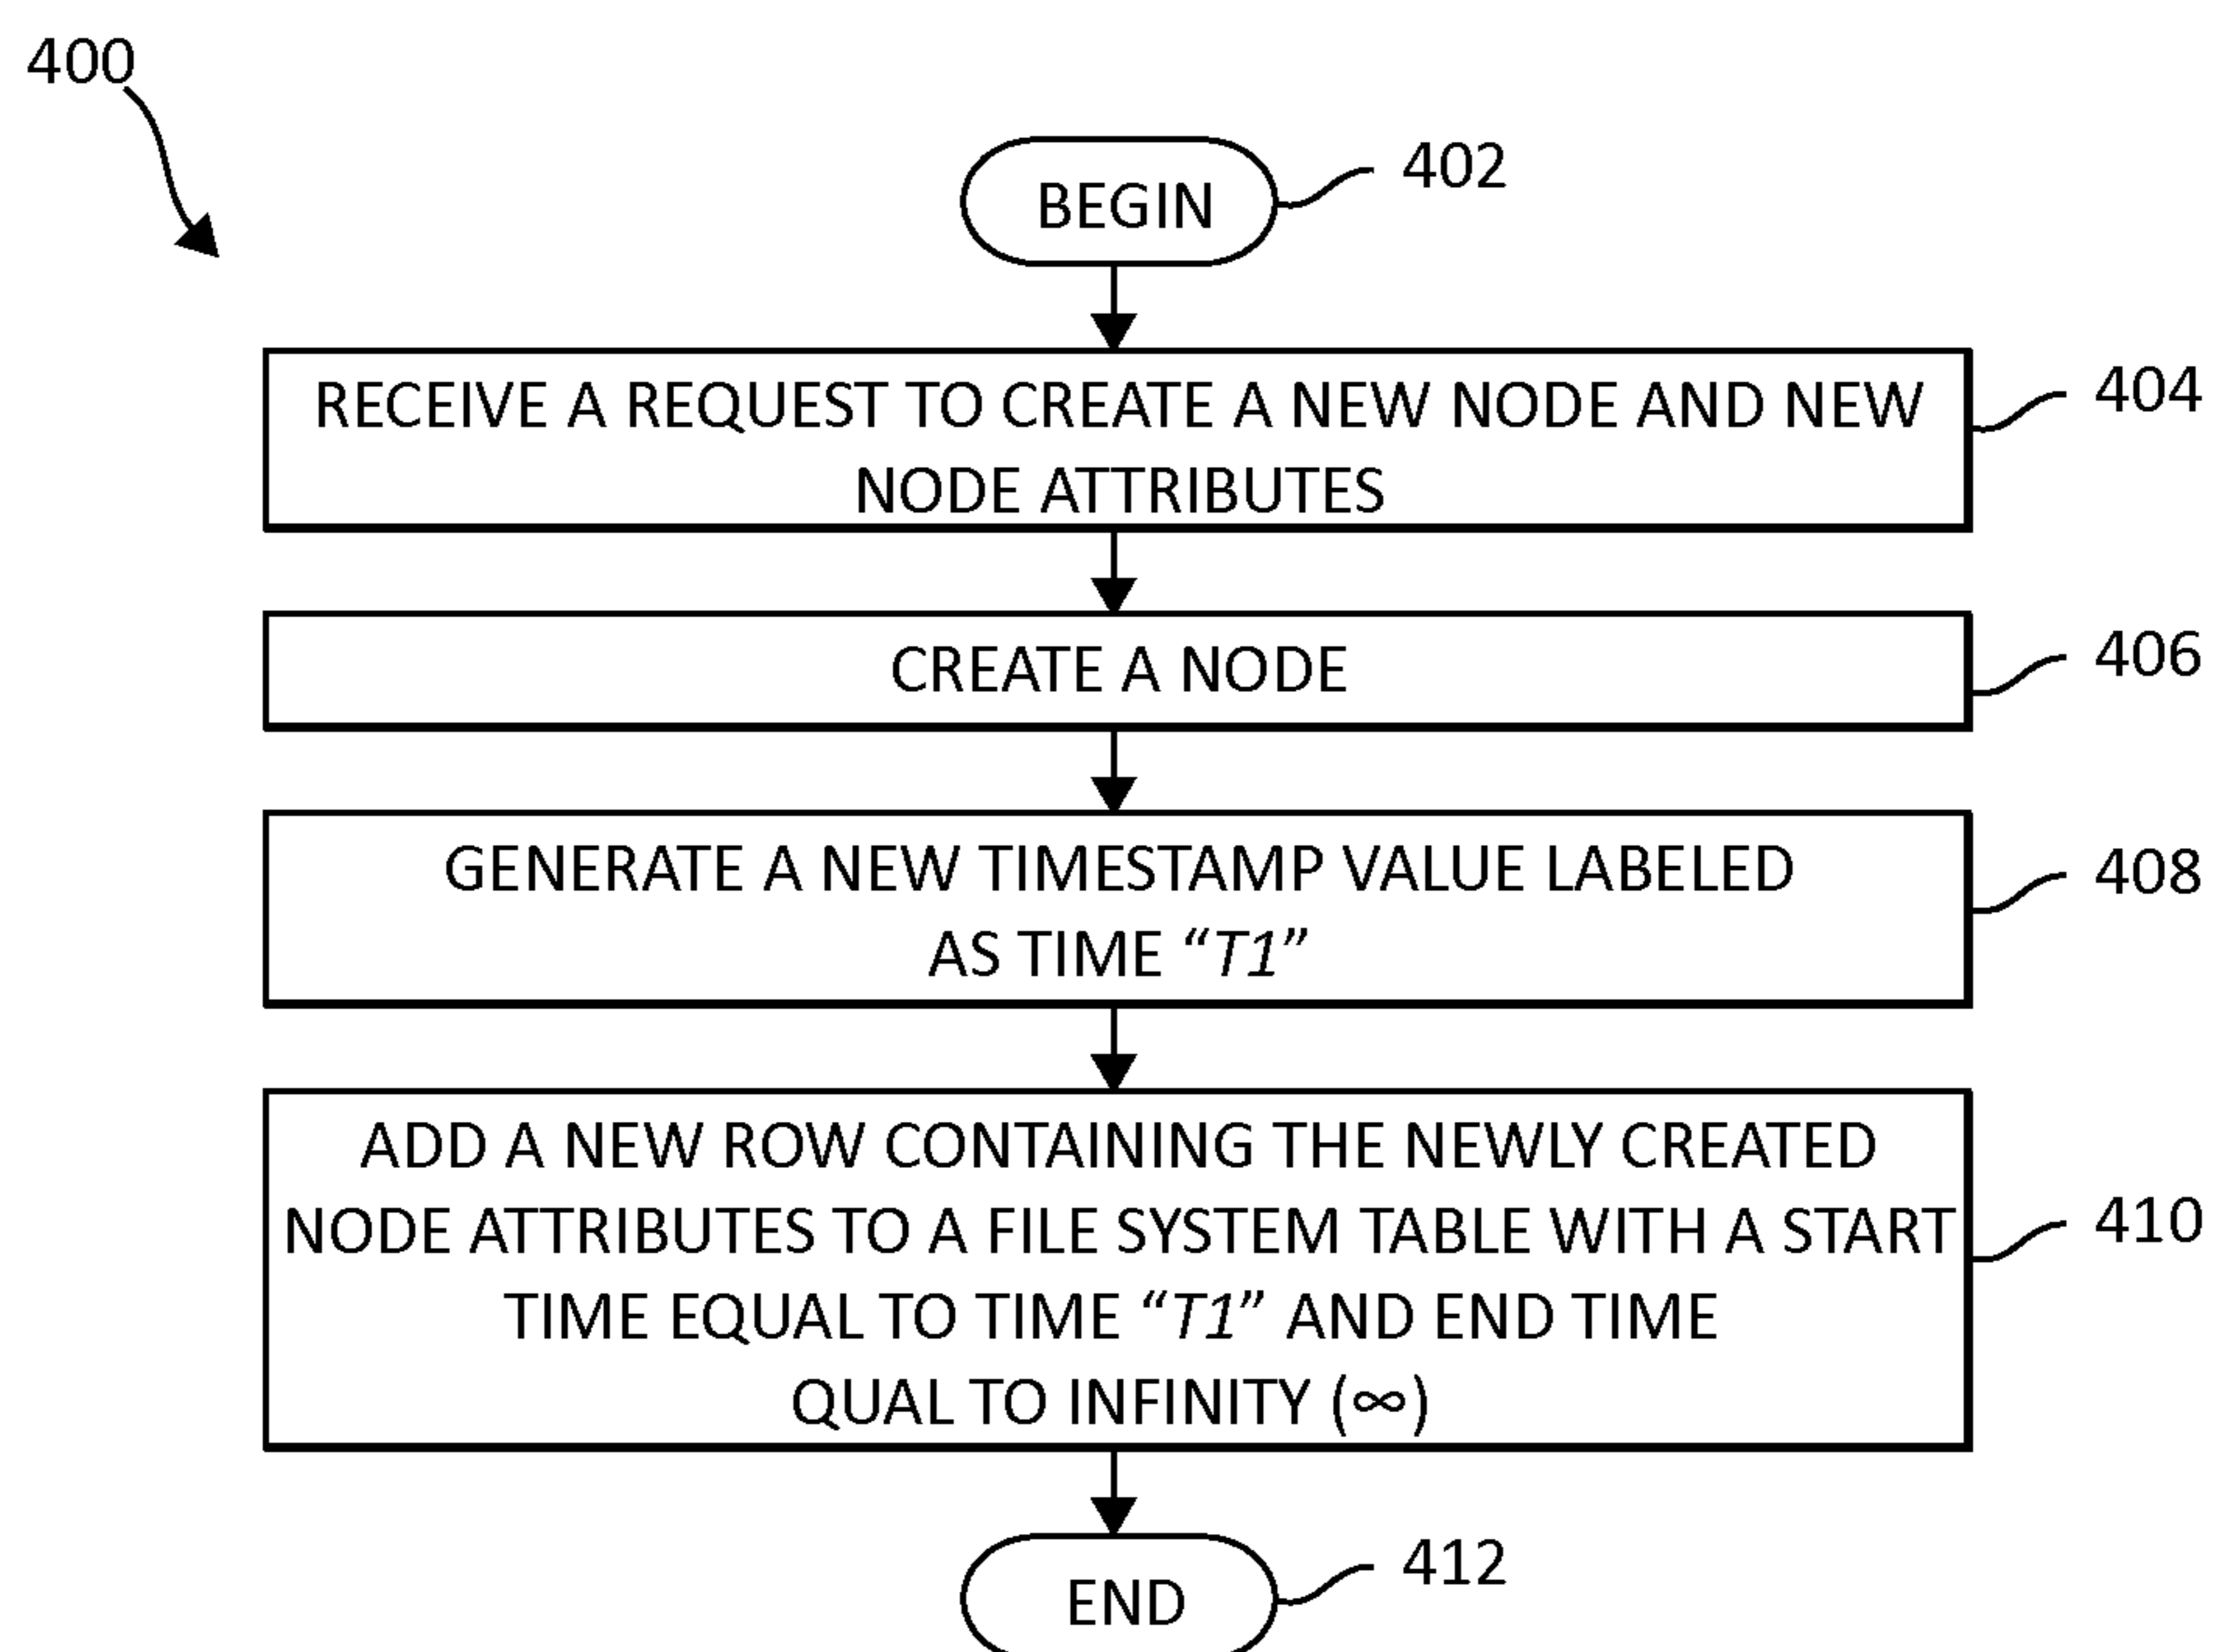 400
BEGIN
402
RECEIVE A REQUEST TO CREATE A NEW NODE AND NEW
NODE ATTRIBUTES
404
CREATE A NODE
406
GENERATE A NEW TIMESTAMP VALUE LABELED
AS TIME “T1”
408
ADD A NEW ROW CONTAINING THE NEWLY CREATED
NODE ATTRIBUTES TO A FILE SYSTEM TABLE WITH A START
TIME EQUAL TO TIME “T1” AND END TIME
QUAL TO INFINITY (∞)
410
END
412